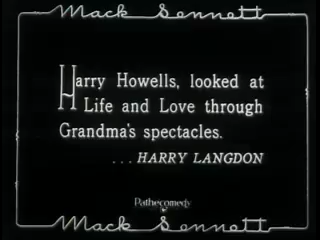 Mack Sennett
Harry Howells, looked at
Life and Love through
Grandma's spectacles.
... HARRY LANGDON
Pathecomedy
Mack Sennett